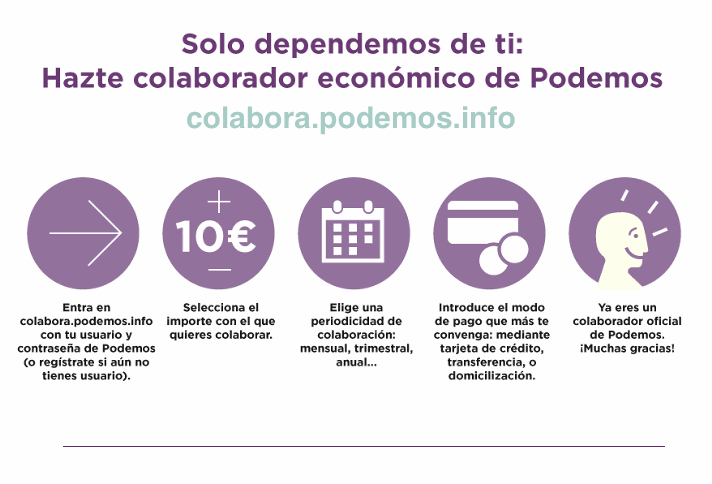 Solo dependemos de ti:
Hazte colaborador económico de Podemos
colabora.podemos.info
10€
Entra en
colabora.podemos.info
con tu usuario y
contraseña de Podemos
(o regístrate si aún no
tienes usuario).
Selecciona el
importe con el que
quieres colaborar.
Elige una
periodicidad de
colaboración:
mensual, trimestral,
anual...
Introduce el modo
de pago que más te
convenga: mediante
tarjeta de crédito,
transferencia, o
domicilización.
Ya eres un
colaborador oficial
de Podemos.
¡Muchas gracias!